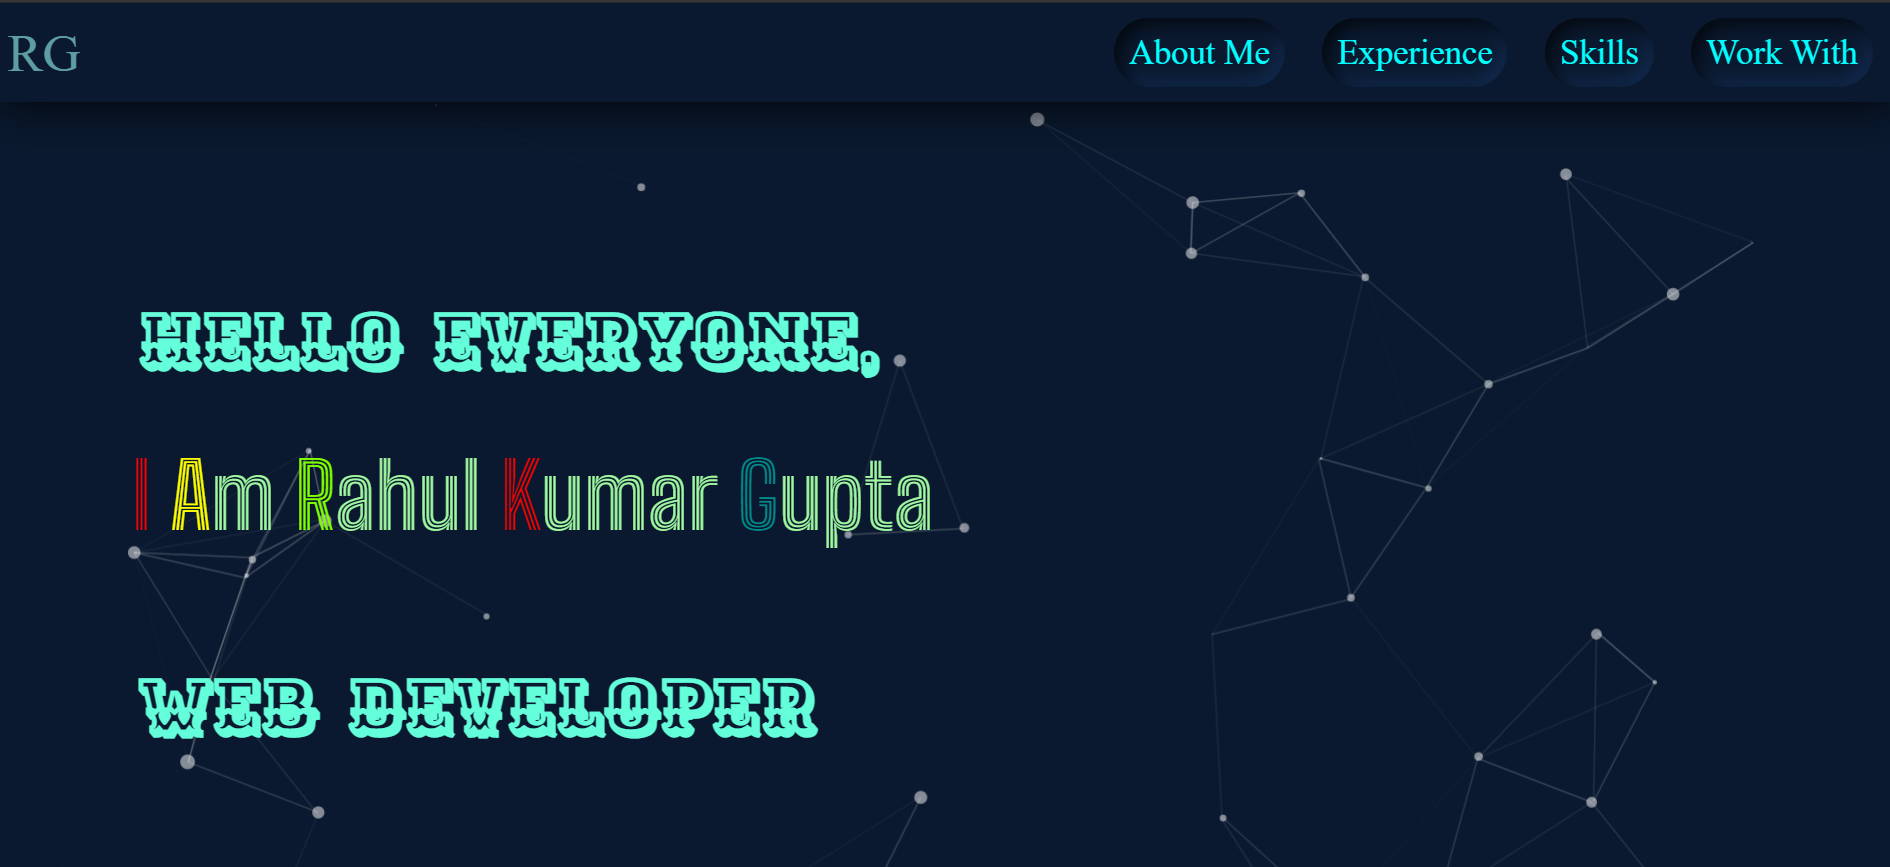 RG
About Me Experience Skills Work With
HELLO EVERYONE,
I Am Rahul Kumar Gupta
WEB DEVELOPER